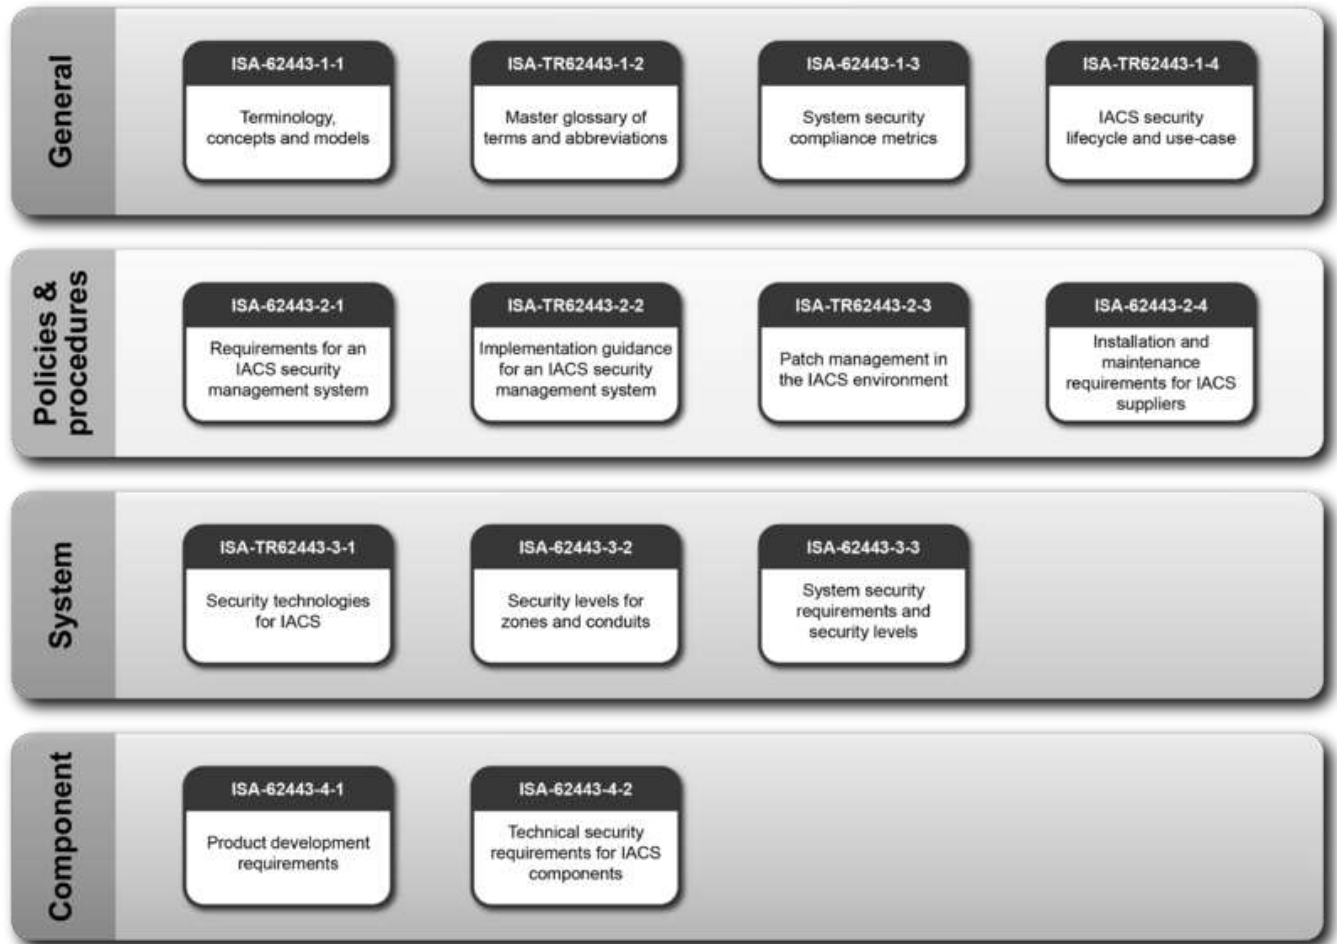 General
ISA-62443-1-1
Terminology,
concepts and models
ISA-TR62443-1-2
Master glossary of
terms and abbreviations
ISA-62443-1-3
System security
compliance metrics
ISA-TR62443-1-4
IACS security
lifecycle and use-case
Policies &
procedures
ISA-62443-2-1
Requirements for an
IACS security
management system
ISA-TR62443-2-2
Implementation guidance
for an IACS security
management system
ISA-TR62443-2-3
Patch management in
the IACS environment
ISA-62443-2-4
Installation and
maintenance
requirements for IACS
suppliers
System
ISA-TR62443-3-1
Security technologies
for IACS
ISA-62443-3-2
Security levels for
zones and conduits
ISA-62443-3-3
System security
requirements and
security levels
Component
ISA-62443-4-1
Product development
requirements
ISA-62443-4-2
Technical security
requirements for IACS
components